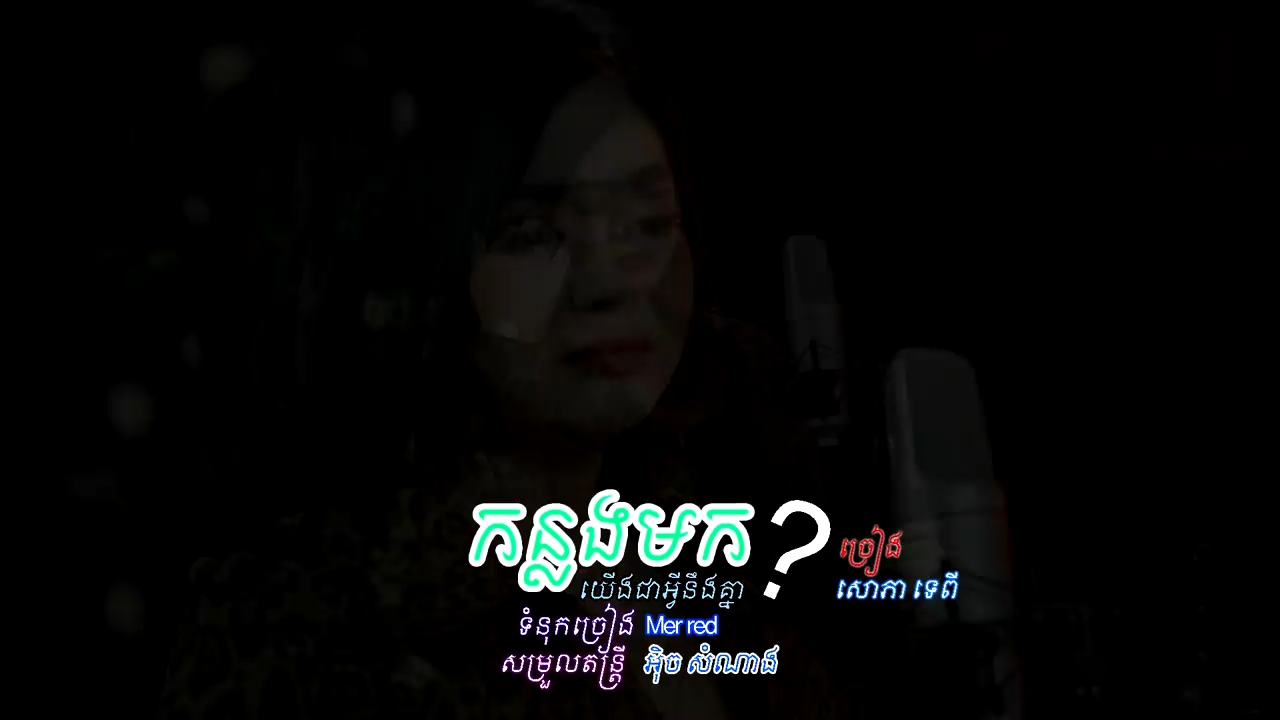 កន្លងមក ?
យើងជាអ្វីនឹងគ្នា
ច្រៀង
សោភា ទេពី
ទំនុកច្រៀង Mer red
សម្រួលតន្ត្រី អ៊ិច សំណាង